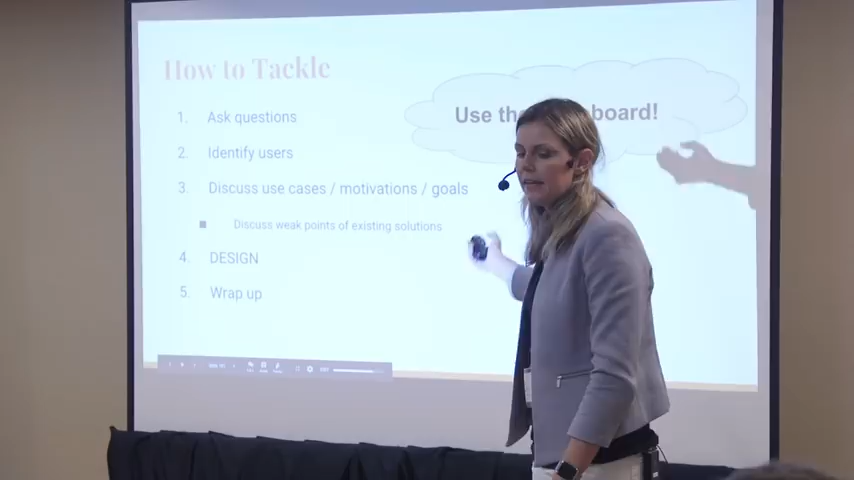 How to Tackle
1. Ask questions
Use th board!
2. Identify users
3. Discuss use cases / motivations / goals
Discuss weak points of existing solutions
4. DESIGN
5. Wrap up